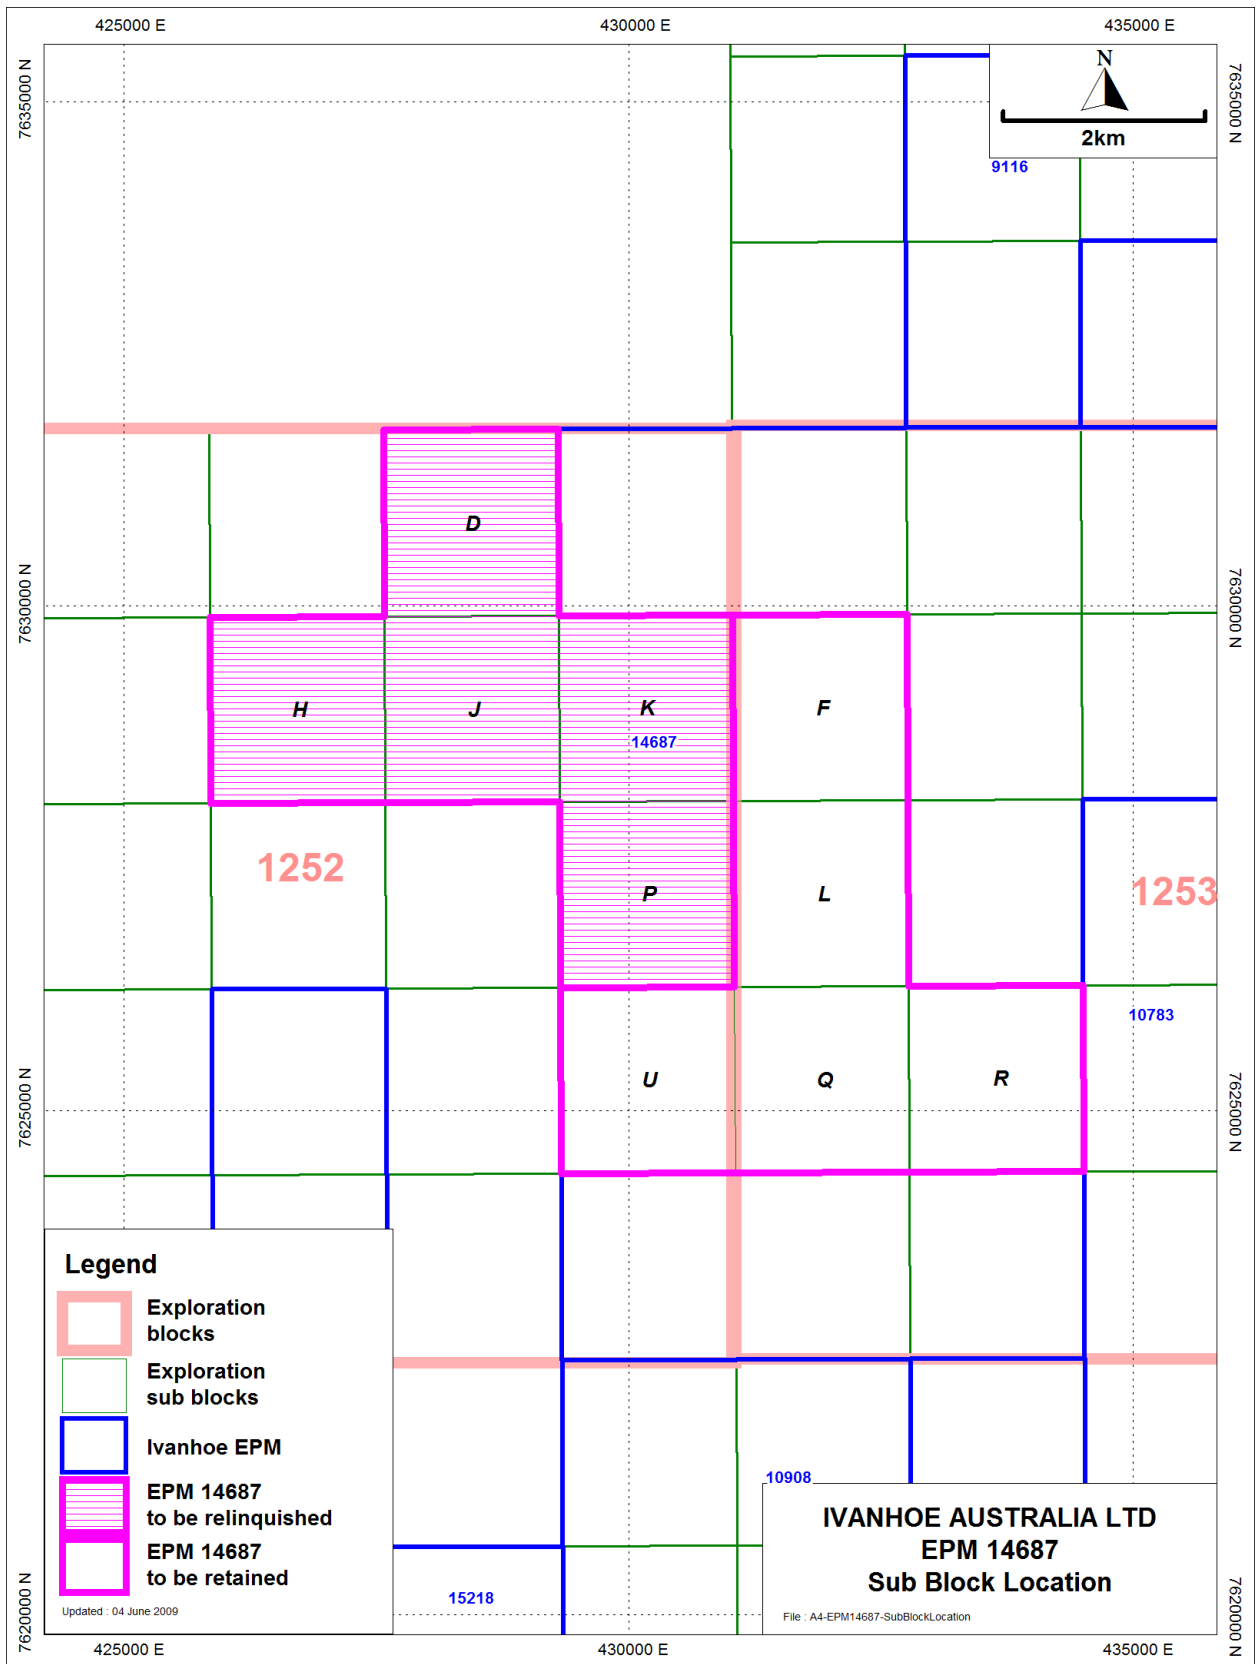 425000 E
430000 E
435000 E
7635000 N
7635000 N
N
2km
9116
D
7630000 N
7630000 N
H
J
K
F
14687
1252
1253
P
L
10783
U
Q
R
7625000 N
7625000 N
Legend
Exploration
blocks
Exploration
sub blocks
Ivanhoe EPM
EPM 14687
to be relinquished
EPM 14687
to be retained
Updated : 04 June 2009
10908
15218
IVANHOE AUSTRALIA LTD
EPM 14687
Sub Block Location
File : A4-EPM14687-SubBlockLocation
7620000 N
7620000 N
425000 E
430000 E
435000 E